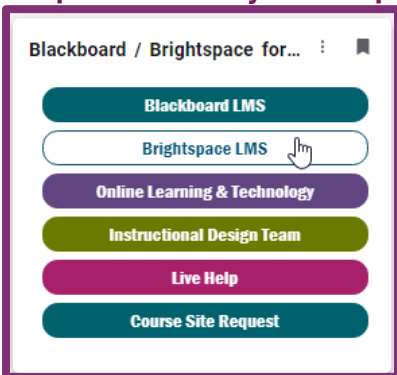 Blackboard / Brightspace for...
Blackboard LMS
Brightspace LMS
Online Learning & Technology
Instructional Design Team
Live Help
Course Site Request